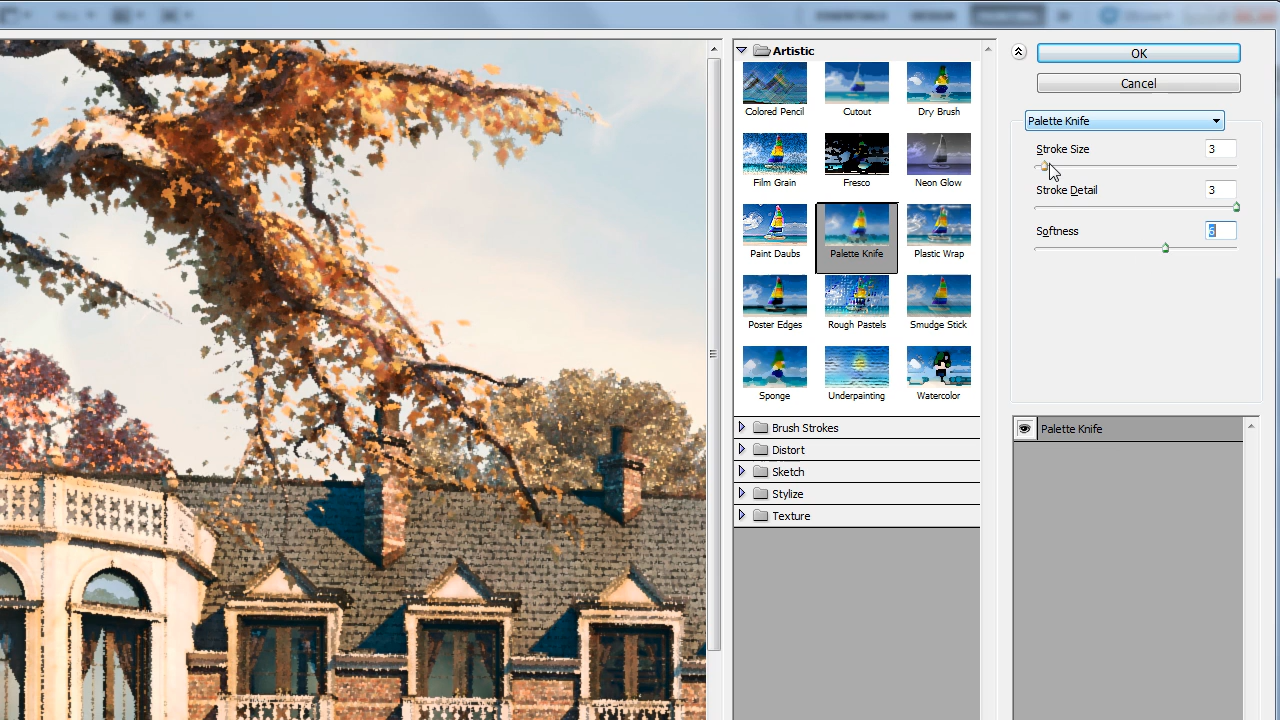 ESSENTIALS
DESIGN
Artistic
OK
Cancel
Colored Pencil
Cutout
Dry Brush
Palette Knife
Stroke Size
3
Film Grain
Fresco
Neon Glow
Stroke Detail
3
Softness
Paint Daubs
Palette Knife
Plastic Wrap
Poster Edges
Rough Pastels
Smudge Stick
Sponge
Underpainting
Watercolor
Brush Strokes
Distort
Sketch
Stylize
Texture
Palette Knife